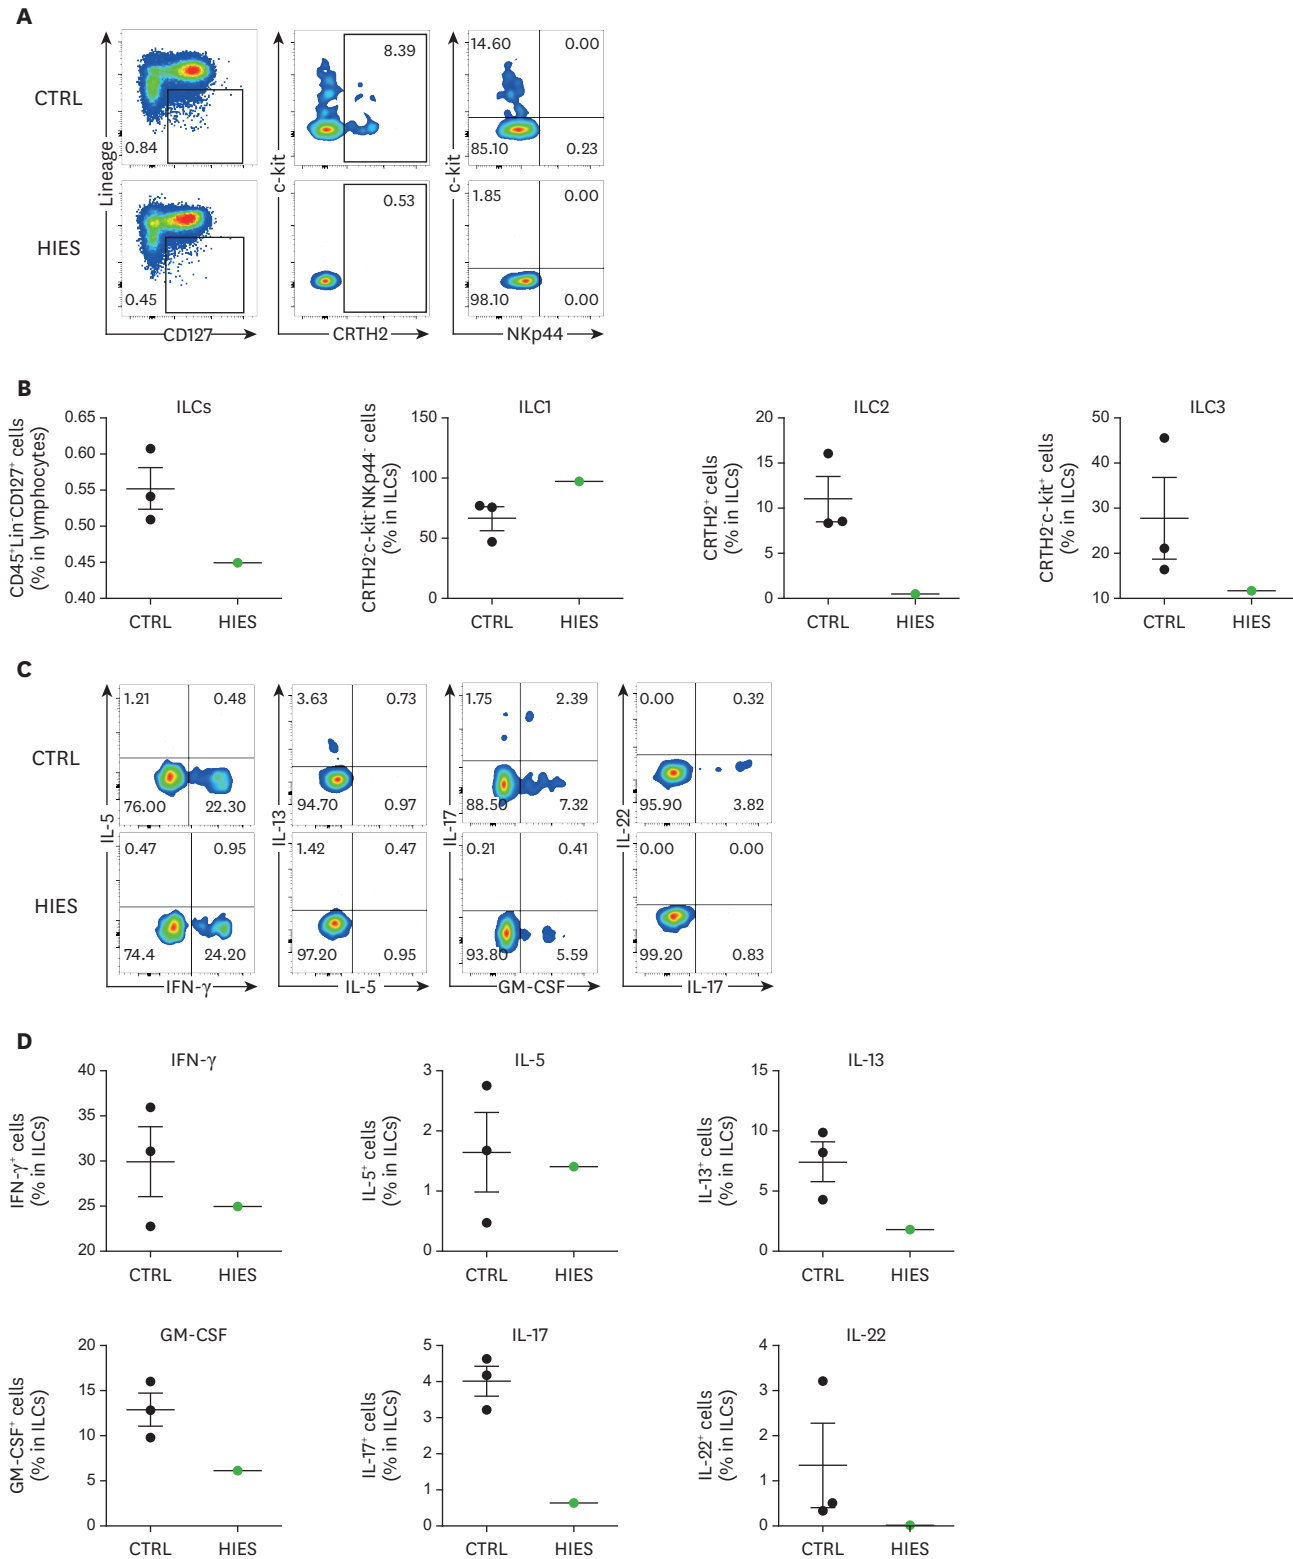 A
CTRL
HIES
Lineage
0.84
0.45
CD127
c-kit
8.39
0.53
CRTH2
c-kit
14.60 0.00
85.10 0.23
1.85 0.00
98.10 0.00
NKp44
B
ILCs
CD45⁺Lin⁻CD127⁺ cells
(% in lymphocytes)
0.65
0.60
0.55
0.50
0.45
0.40
CTRL HIES
ILC1
CRTH2⁻c-kit⁻NKp44⁻ cells
(% in ILCs)
150
100
50
0
CTRL HIES
ILC2
CRTH2⁺ cells
(% in ILCs)
20
15
10
5
0
CTRL HIES
ILC3
CRTH2⁻c-kit⁺ cells
(% in ILCs)
50
40
30
20
10
CTRL HIES
C
CTRL
HIES
IL-5
1.21 0.48
76.00 22.30
0.47 0.95
74.4 24.20
IFN-γ
IL-13
3.63 0.73
94.70 0.97
1.42 0.47
97.20 0.95
IL-5
IL-17
1.75 2.39
88.50 7.32
0.21 0.41
93.80 5.59
GM-CSF
IL-22
0.00 0.32
95.90 3.82
0.00 0.00
99.20 0.83
IL-17
D
IFN-γ
IFN-γ⁺ cells
(% in ILCs)
40
35
30
25
20
CTRL HIES
IL-5
IL-5⁺ cells
(% in ILCs)
3
2
1
0
CTRL HIES
IL-13
IL-13⁺ cells
(% in ILCs)
15
10
5
0
CTRL HIES
GM-CSF
GM-CSF⁺ cells
(% in ILCs)
20
15
10
5
0
CTRL HIES
IL-17
IL-17⁺ cells
(% in ILCs)
5
4
3
2
1
0
CTRL HIES
IL-22
IL-22⁺ cells
(% in ILCs)
4
3
2
1
0
CTRL HIES